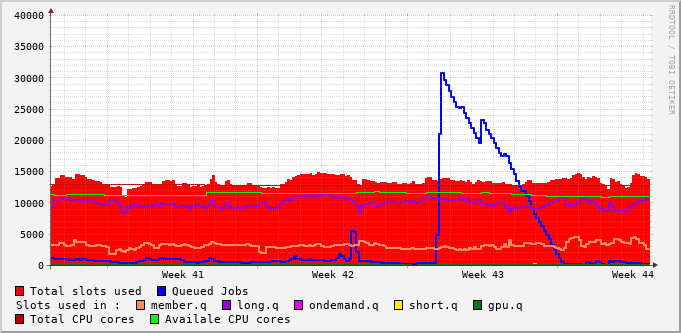 RRDTOOL / TOBI OETIKER
40000
35000
30000
25000
20000
15000
10000
5000
0
Week 41 Week 42 Week 43 Week 44
Total slots used Queued Jobs
Slots used in : member.q long.q ondemand.q short.q gpu.q
Total CPU cores Availale CPU cores